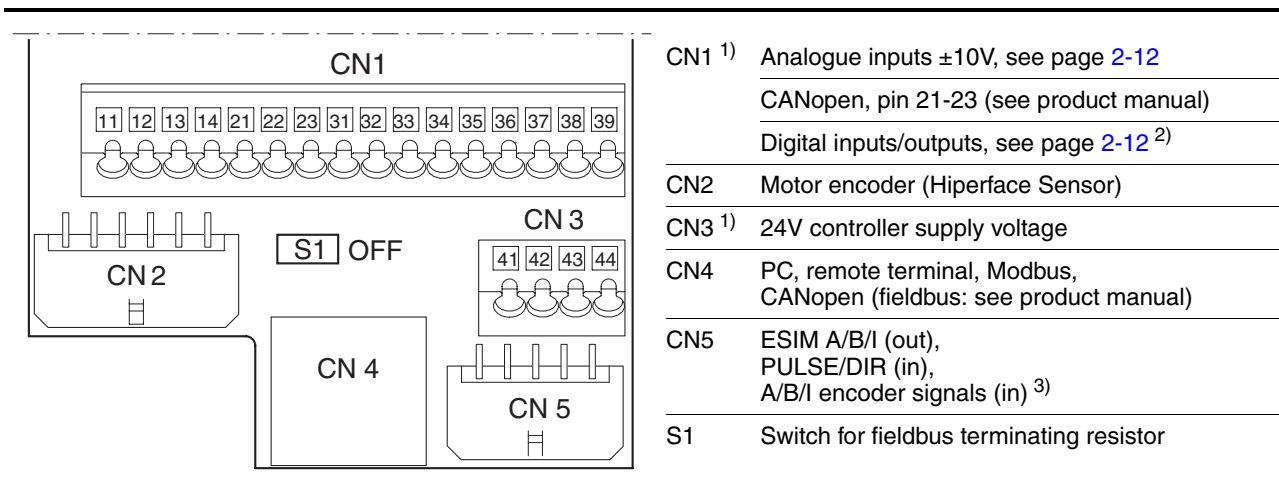 CN1
11 12 13 14 21 22 23 31 32 33 34 35 36 37 38 39
CN 2
S1 OFF
CN 3
41 42 43 44
CN 4
CN 5
CN1 1) Analogue inputs ±10V, see page 2-12
CANopen, pin 21-23 (see product manual)
Digital inputs/outputs, see page 2-12 2)
CN2 Motor encoder (Hiperface Sensor)
CN3 1) 24V controller supply voltage
CN4 PC, remote terminal, Modbus,
CANopen (fieldbus: see product manual)
CN5 ESIM A/B/I (out),
PULSE/DIR (in),
A/B/I encoder signals (in) 3)
S1 Switch for fieldbus terminating resistor